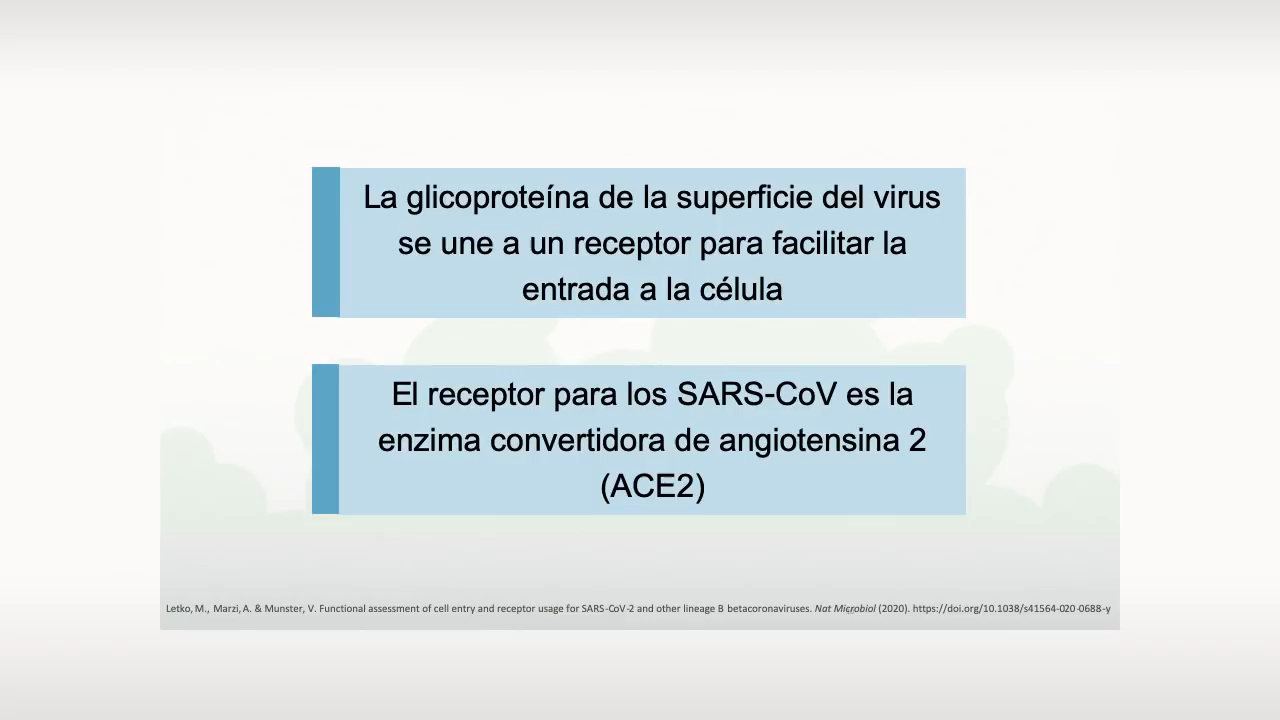 La glicoproteína de la superficie del virus
se une a un receptor para facilitar la
entrada a la célula
El receptor para los SARS-CoV es la
enzima convertidora de angiotensina 2
(ACE2)
Letko, M., Marzi, A. & Munster, V. Functional assessment of cell entry and receptor usage for SARS-CoV-2 and other lineage B betacoronaviruses. Nat Microbiol (2020). https://doi.org/10.1038/s41564-020-0688-y